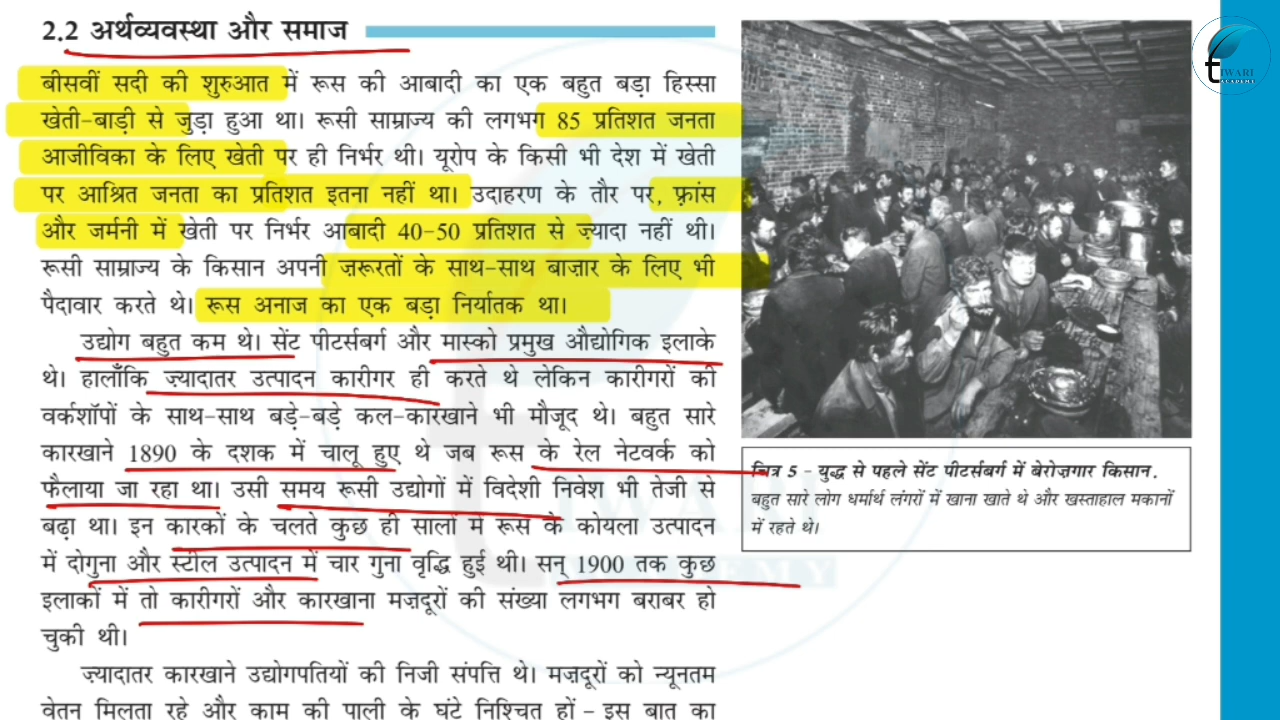 2.2 अर्थव्यवस्था और समाज
बीसवीं सदी की शुरुआत में रूस की आबादी का एक बहुत बड़ा हिस्सा
खेती-बाड़ी से जुड़ा हुआ था। रूसी साम्राज्य की लगभग 85 प्रतिशत जनता
आजीविका के लिए खेती पर ही निर्भर थी। यूरोप के किसी भी देश में खेती
पर आश्रित जनता का प्रतिशत इतना नहीं था। उदाहरण के तौर पर, फ़्रांस
और जर्मनी में खेती पर निर्भर आबादी 40-50 प्रतिशत से ज़्यादा नहीं थी।
रूसी साम्राज्य के किसान अपनी ज़रूरतों के साथ-साथ बाज़ार के लिए भी
पैदावार करते थे। रूस अनाज का एक बड़ा निर्यातक था।
उद्योग बहुत कम थे। सेंट पीटर्सबर्ग और मास्को प्रमुख औद्योगिक इलाके
थे। हालाँकि ज़्यादातर उत्पादन कारीगर ही करते थे लेकिन कारीगरों की
वर्कशॉपों के साथ-साथ बड़े-बड़े कल-कारखाने भी मौजूद थे। बहुत सारे
कारखाने 1890 के दशक में चालू हुए थे जब रूस के रेल नेटवर्क को
फैलाया जा रहा था। उसी समय रूसी उद्योगों में विदेशी निवेश भी तेजी से
बढ़ा था। इन कारकों के चलते कुछ ही सालों में रूस के कोयला उत्पादन
में दोगुना और स्टील उत्पादन में चार गुना वृद्धि हुई थी। सन् 1900 तक कुछ
इलाकों में तो कारीगरों और कारखाना मज़दूरों की संख्या लगभग बराबर हो
चुकी थी।
ज़्यादातर कारखाने उद्योगपतियों की निजी संपत्ति थे। मज़दूरों को न्यूनतम
वेतन मिलता रहे और काम की पाली के घंटे निश्चित हों – इस बात का
चित्र 5 – युद्ध से पहले सेंट पीटर्सबर्ग में बेरोज़गार किसान.
बहुत सारे लोग धर्मार्थ लंगरों में खाना खाते थे और खस्ताहाल मकानों
में रहते थे।
TIWARI
ACADEMY